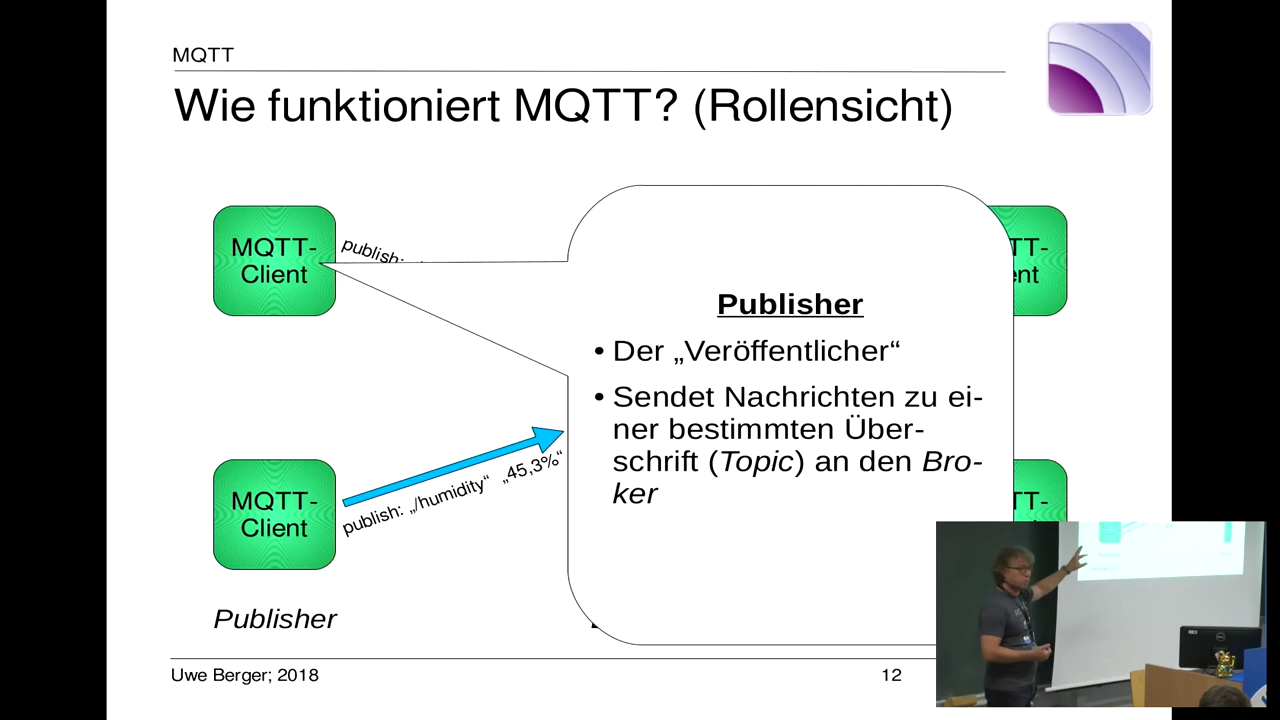 MQTT
Wie funktioniert MQTT? (Rollensicht)
MQTT-
Client
publish:
TT-
ent
Publisher
• Der „Veröffentlicher“
• Sendet Nachrichten zu ei-
ner bestimmten Über-
schrift (Topic) an den Bro-
ker
MQTT-
Client
publish: „/humidity“ „45,3%“
TT-
Publisher
Uwe Berger; 2018
12